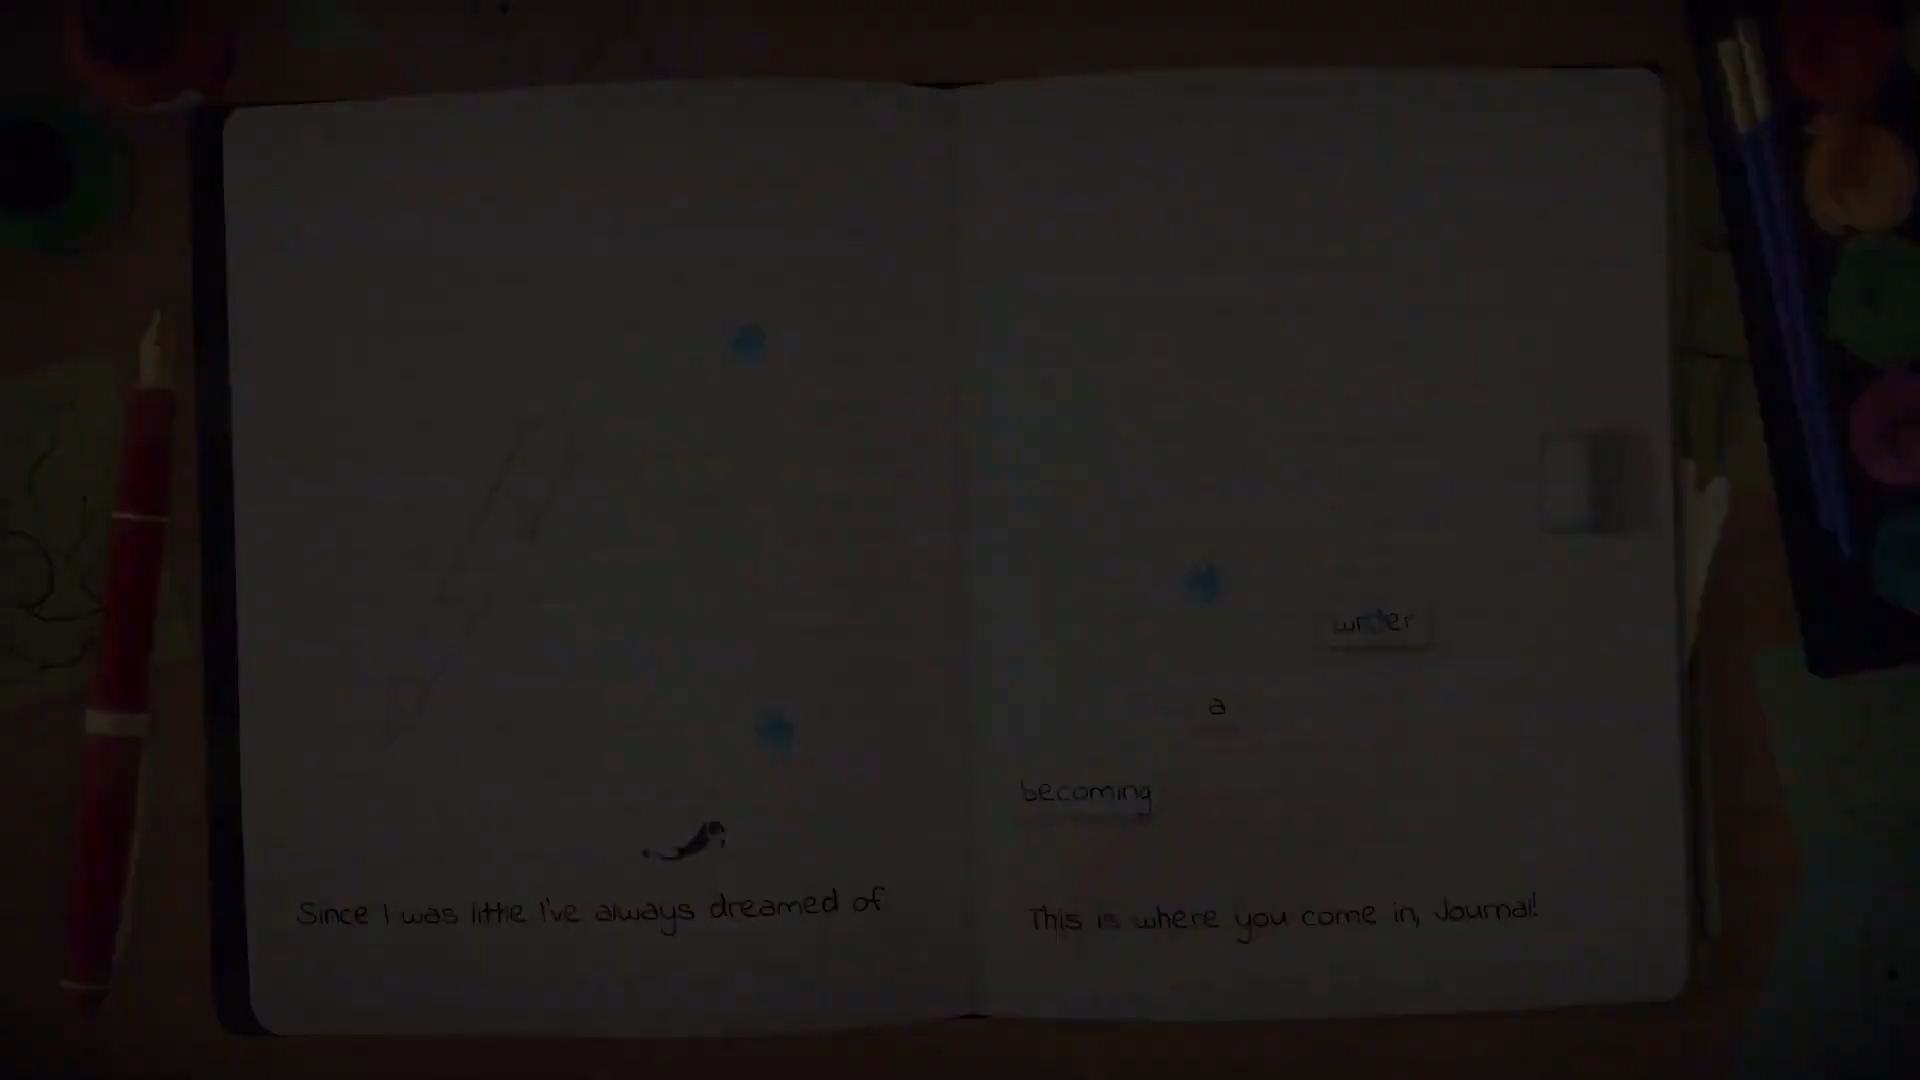 Since I was little I've always dreamed of
becoming
a
writer
This is where you come in, Journal!